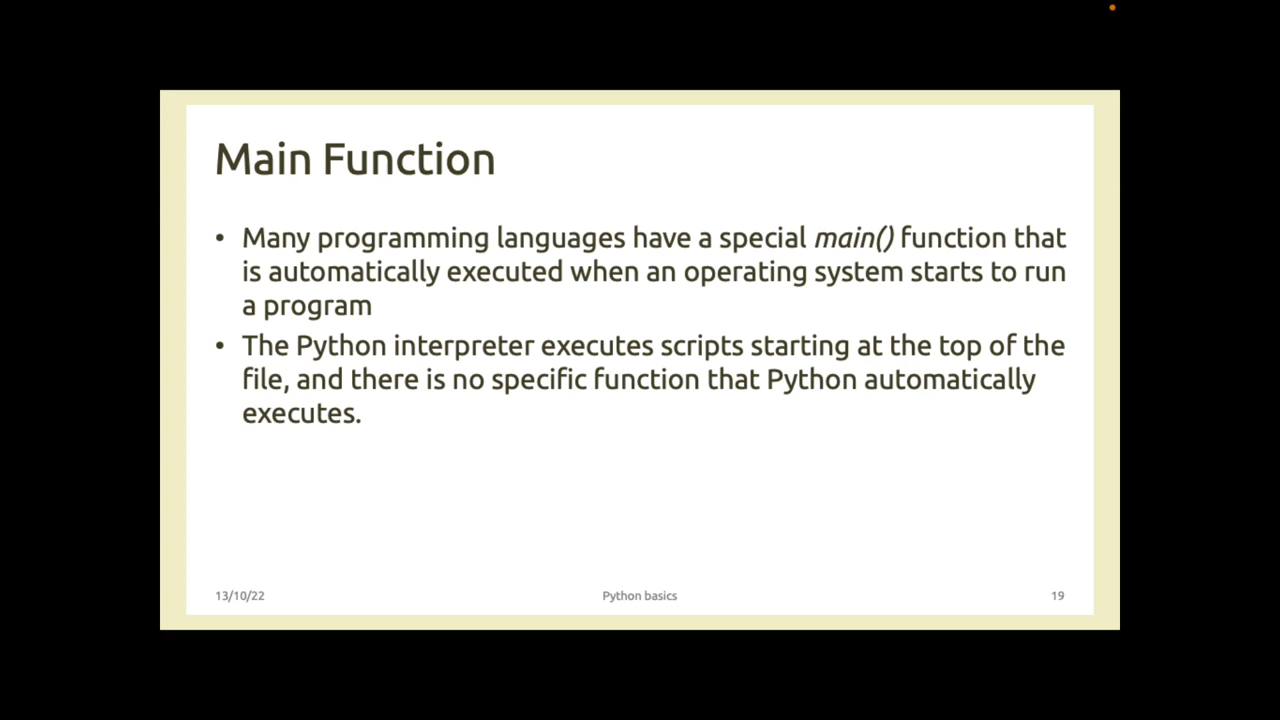 Main Function
• Many programming languages have a special main() function that
is automatically executed when an operating system starts to run
a program
• The Python interpreter executes scripts starting at the top of the
file, and there is no specific function that Python automatically
executes.
13/10/22
Python basics
19